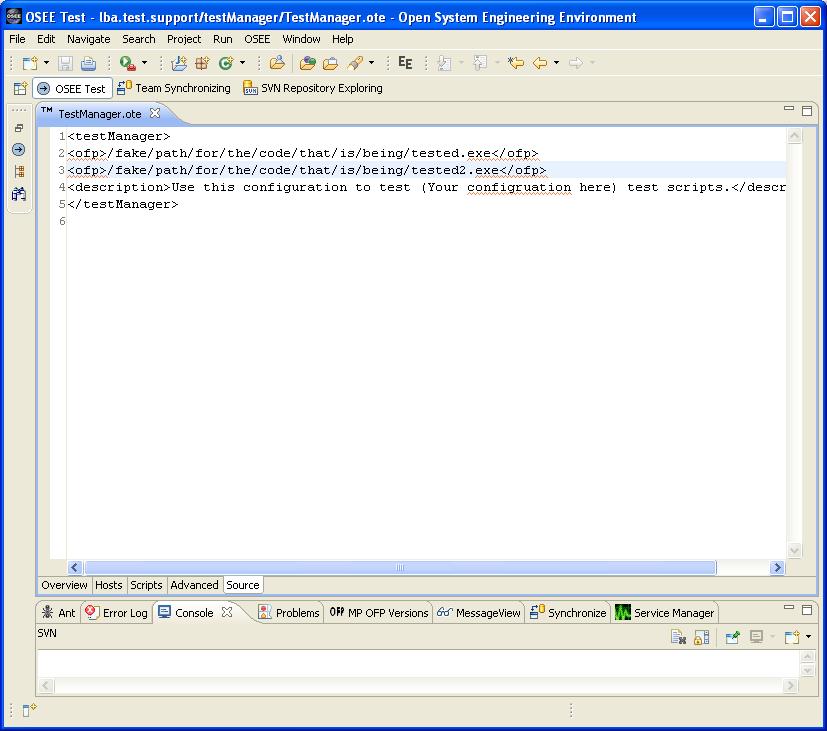 OSEE Test - lba.test.support/testManager/TestManager.ote - Open System Engineering Environment
File Edit Navigate Search Project Run OSEE Window Help
EE
OSEE Test Team Synchronizing SVN Repository Exploring
TM TestManager.ote
1 <testManager>
2 <ofp>/fake/path/for/the/code/that/is/being/tested.exe</ofp>
3 <ofp>/fake/path/for/the/code/that/is/being/tested2.exe</ofp>
4 <description>Use this configuration to test (Your configruation here) test scripts.</descr
5 </testManager>
6
Overview Hosts Scripts Advanced Source
Ant Error Log Console Problems OFP MP OFP Versions MessageView Synchronize Service Manager
SVN